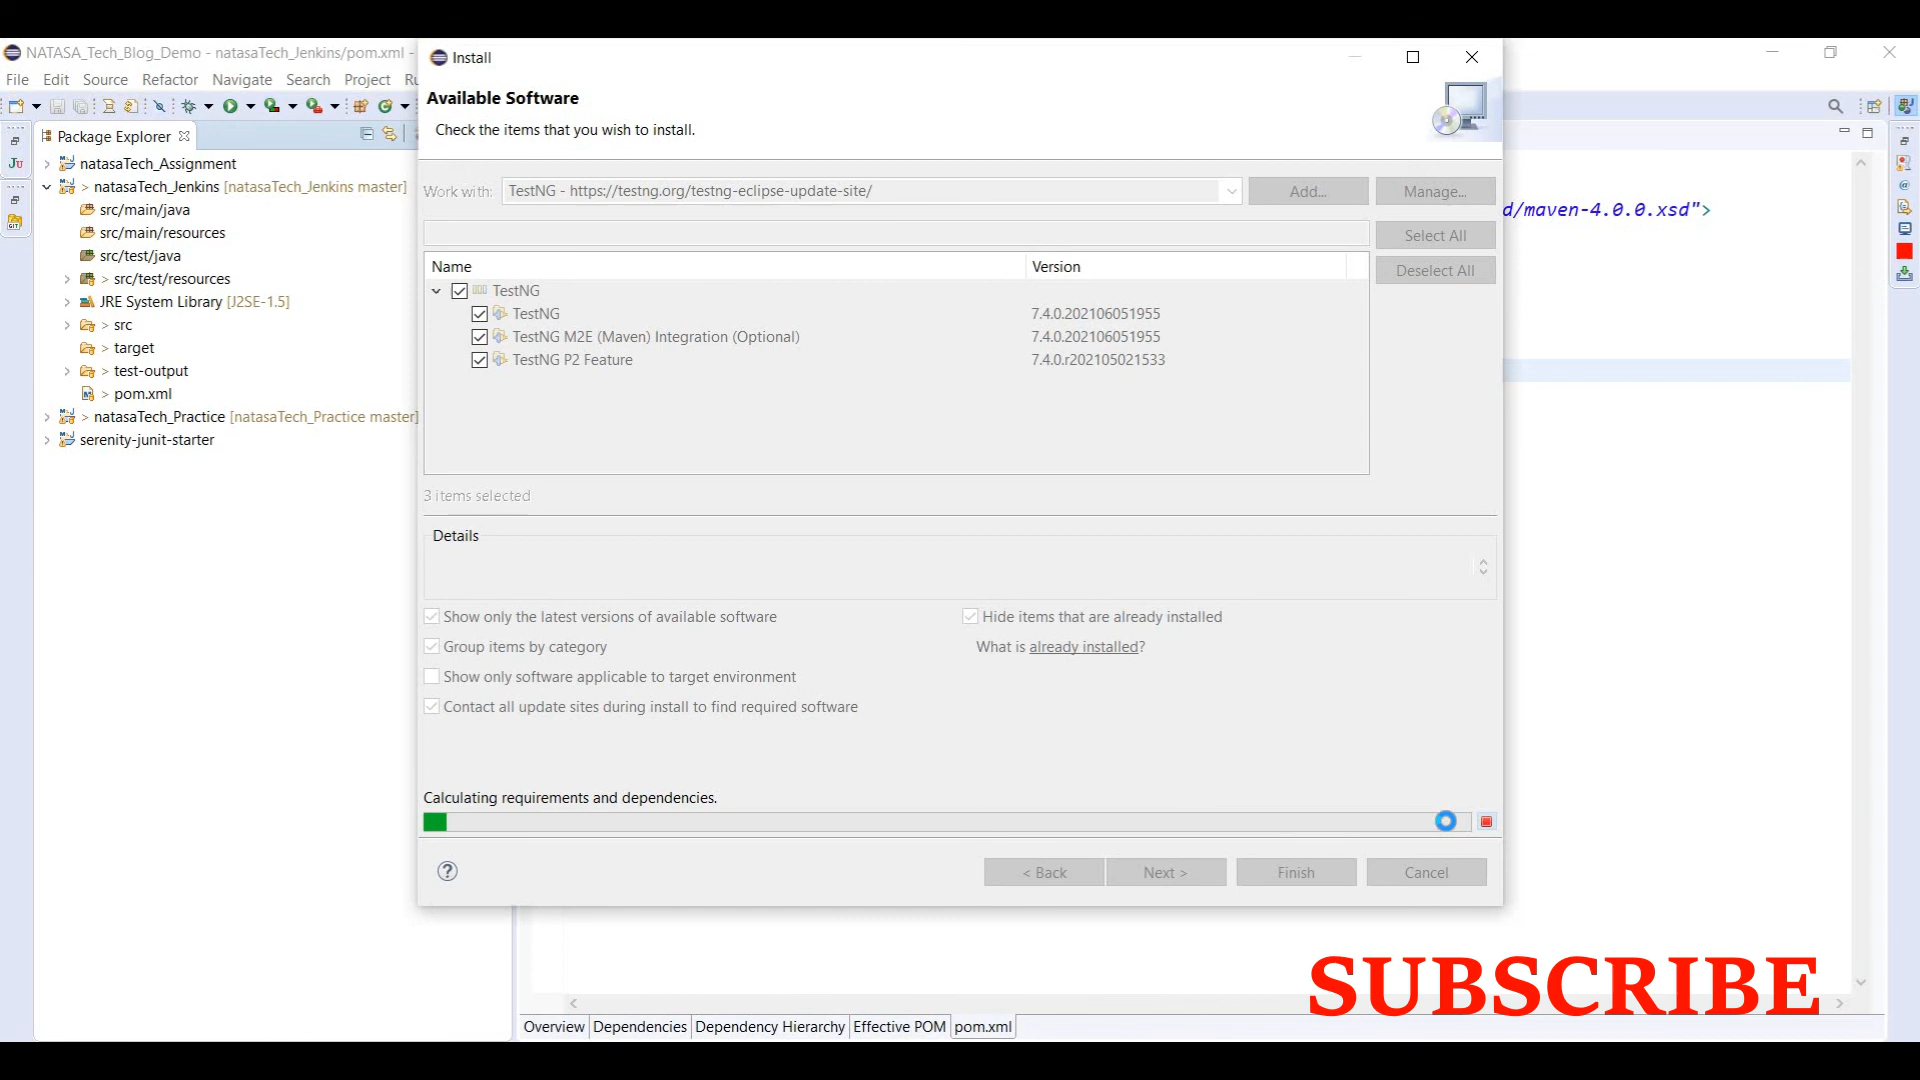 NATASA_Tech_Blog_Demo - natasaTech_Jenkins/pom.xml -
File Edit Source Refactor Navigate Search Project Ru
Package Explorer
natasaTech_Assignment
> natasaTech_Jenkins [natasaTech_Jenkins master]
src/main/java
src/main/resources
src/test/java
> src/test/resources
JRE System Library [J2SE-1.5]
> src
> target
> test-output
> pom.xml
> natasaTech_Practice [natasaTech_Practice master]
serenity-junit-starter
Install
Available Software
Check the items that you wish to install.
Work with: TestNG - https://testng.org/testng-eclipse-update-site/ Add... Manage...
Select All
Deselect All
Name Version
TestNG
TestNG 7.4.0.202106051955
TestNG M2E (Maven) Integration (Optional) 7.4.0.202106051955
TestNG P2 Feature 7.4.0.r202105021533
3 items selected
Details
Show only the latest versions of available software Hide items that are already installed
Group items by category What is already installed?
Show only software applicable to target environment
Contact all update sites during install to find required software
Calculating requirements and dependencies.
< Back Next > Finish Cancel
d/maven-4.0.0.xsd">
SUBSCRIBE
Overview Dependencies Dependency Hierarchy Effective POM pom.xml